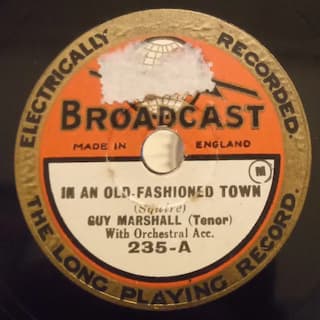 ELECTRICALLY RECORDED.
BROADCAST
MADE IN ENGLAND
M
IN AN OLD-FASHIONED TOWN
(Squire)
GUY MARSHALL (Tenor)
With Orchestral Acc.
235-A
THE LONG PLAYING RECORD.